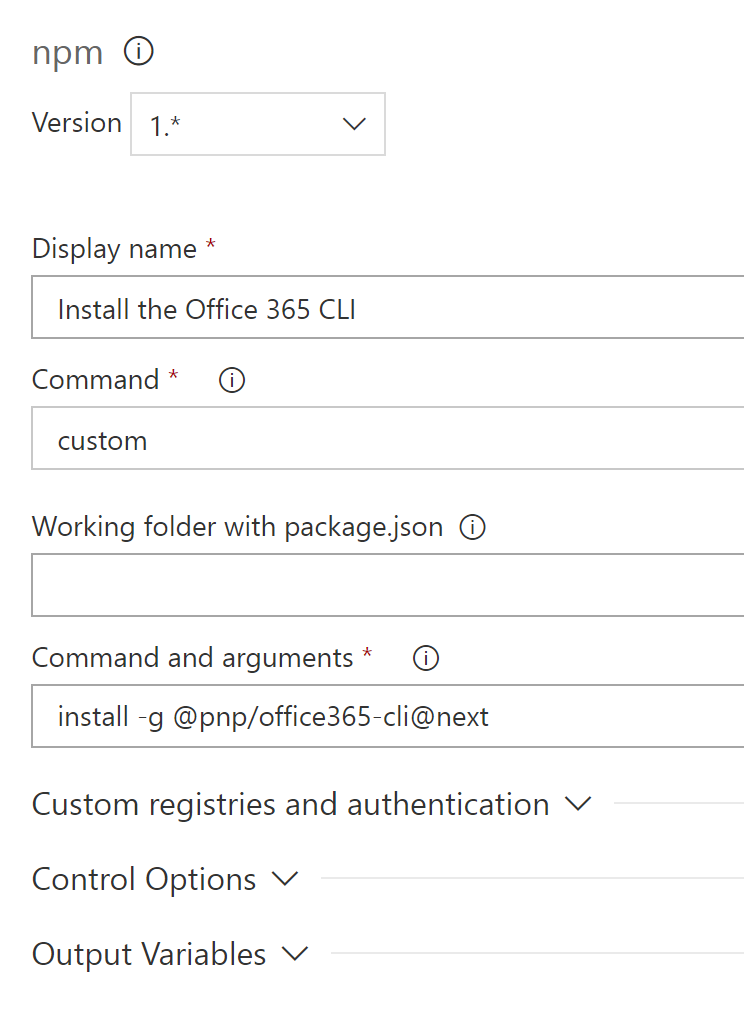 npm
Version 1.*
Display name *
Install the Office 365 CLI
Command *
custom
Working folder with package.json
Command and arguments *
install -g @pnp/office365-cli@next
Custom registries and authentication
Control Options
Output Variables